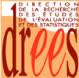 DIRECTION
DE LA RECHERCHE
DES ÉTUDES
DE L'ÉVALUATION
ET DES STATISTIQUES
drees